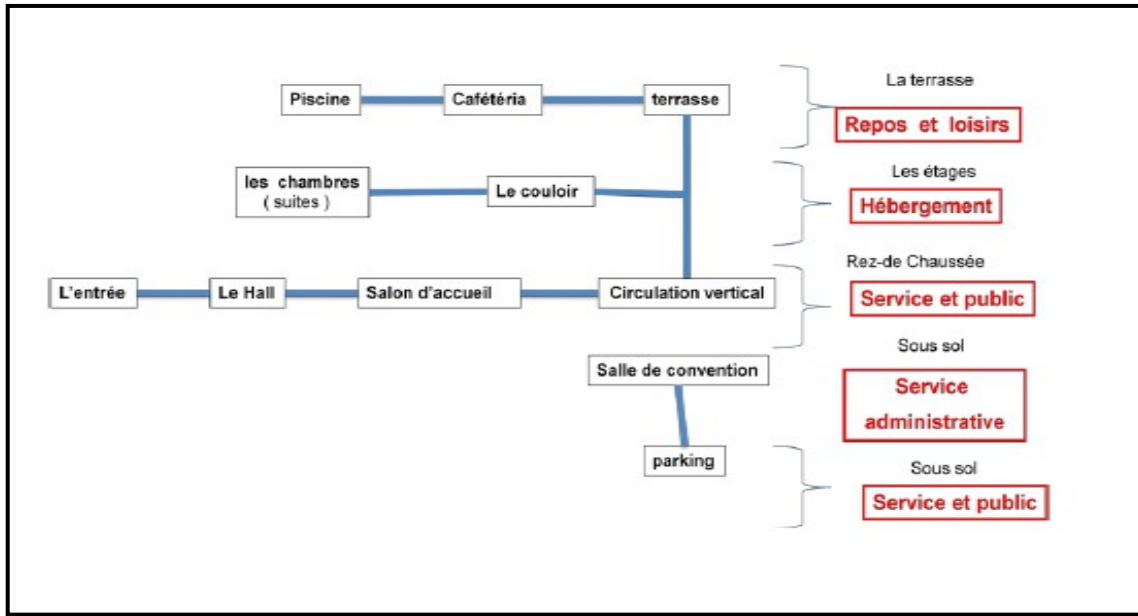 La terrasse
Piscine
Cafétéria
terrasse
Repos et loisirs
Les étages
les chambres
( suites )
Le couloir
Hébergement
Rez-de Chaussée
L'entrée
Le Hall
Salon d'accueil
Circulation vertical
Service et public
Sous sol
Salle de convention
Service
administrative
parking
Sous sol
Service et public